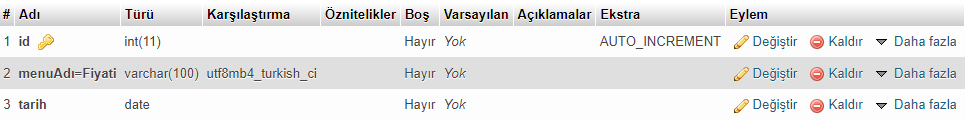 # Adı Türü Karşılaştırma Öznitelikler Boş Varsayılan Açıklamalar Ekstra Eylem
1 id int(11) Hayır Yok AUTO_INCREMENT Değiştir Kaldır Daha fazla
2 menuAdı=Fiyati varchar(100) utf8mb4_turkish_ci Hayır Yok Değiştir Kaldır Daha fazla
3 tarih date Hayır Yok Değiştir Kaldır Daha fazla